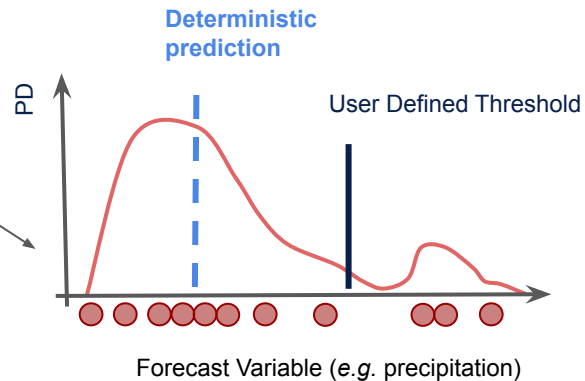 Deterministic
prediction
PD
User Defined Threshold
Forecast Variable (e.g. precipitation)